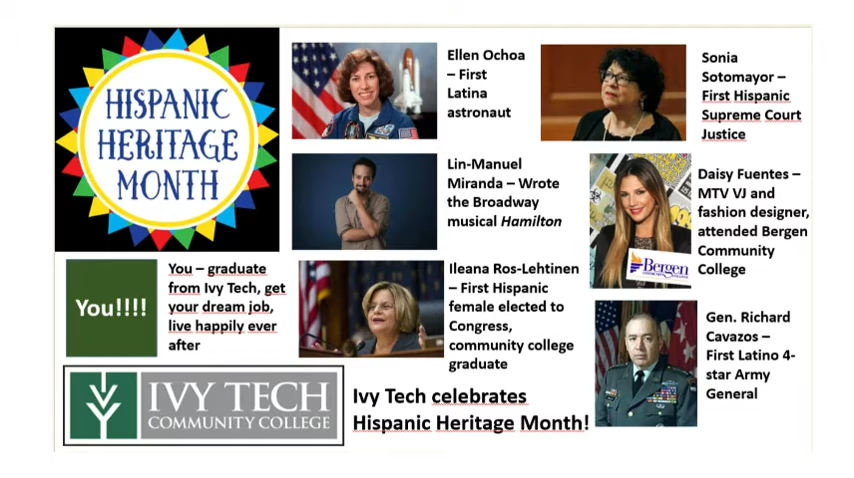 HISPANIC
HERITAGE
MONTH
Ellen Ochoa
– First
Latina
astronaut
Sonia
Sotomayor –
First Hispanic
Supreme Court
Justice
Lin-Manuel
Miranda – Wrote
the Broadway
musical Hamilton
Daisy Fuentes –
MTV VJ and
fashion designer,
attended Bergen
Community
College
Bergen
You!!!!
You – graduate
from Ivy Tech, get
your dream job,
live happily ever
after
Ileana Ros-Lehtinen
– First Hispanic
female elected to
Congress,
community college
graduate
Gen. Richard
Cavazos –
First Latino 4-
star Army
General
IVY TECH
COMMUNITY COLLEGE
Ivy Tech celebrates
Hispanic Heritage Month!